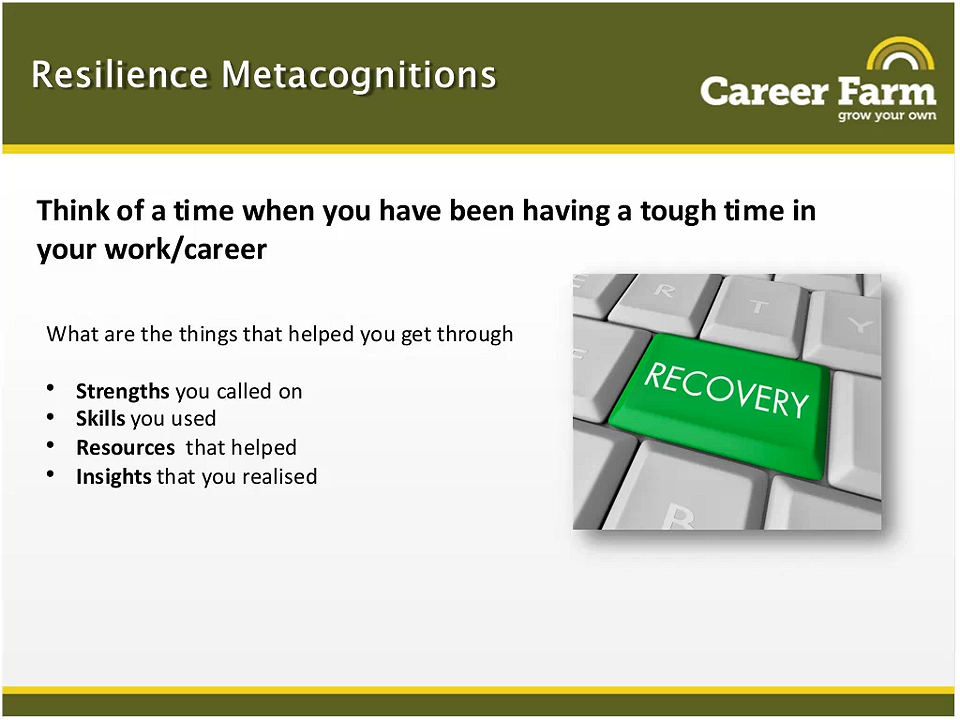 Resilience Metacognitions
Career Farm
grow your own
Think of a time when you have been having a tough time in
your work/career
What are the things that helped you get through
• Strengths you called on
• Skills you used
• Resources that helped
• Insights that you realised
E R T Y
F
RECOVERY
B